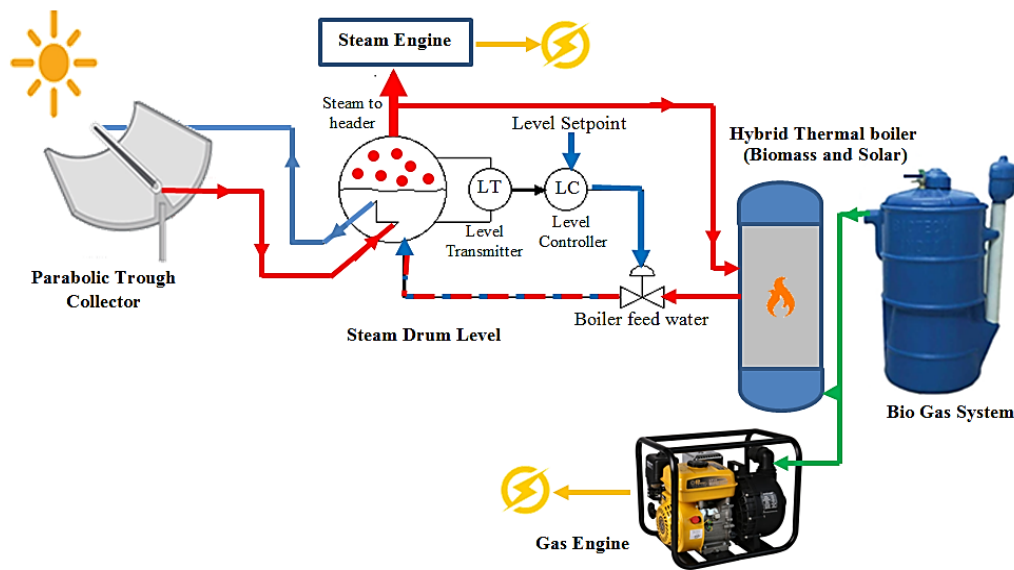 Steam Engine
Steam to
header
Level Setpoint
Hybrid Thermal boiler
(Biomass and Solar)
LT
LC
Level
Transmitter
Level
Controller
Parabolic Trough
Collector
Boiler feed water
Steam Drum Level
Bio Gas System
Gas Engine